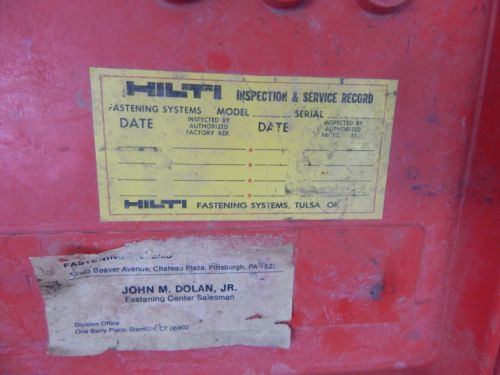 HILTI INSPECTION & SERVICE RECORD
FASTENING SYSTEMS MODEL SERIAL
DATE INSPECTED BY AUTHORIZED FACTORY REP. DATE INSPECTED BY AUTHORIZED REP.
HILTI FASTENING SYSTEMS, TULSA OK
FASTENING
Beaver Avenue; Chateau Plaza, Pittsburgh, PA
JOHN M. DOLAN, JR.
Fastening Center Salesman
Division Office
One Barry Place, CT 06902